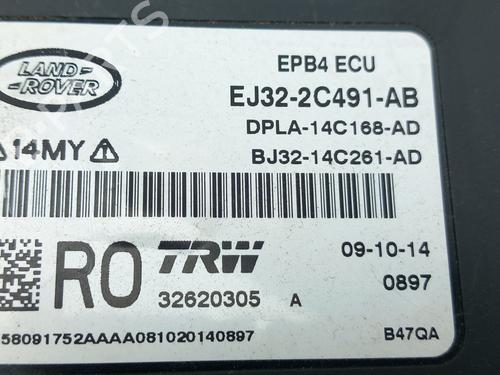 LAND-
ROVER
EPB4 ECU
EJ32-2C491-AB
DPLA-14C168-AD
14MY
BJ32-14C261-AD
RO
TRW
09-10-14
32620305 A
0897
58091752AAAA081020140897
B47QA